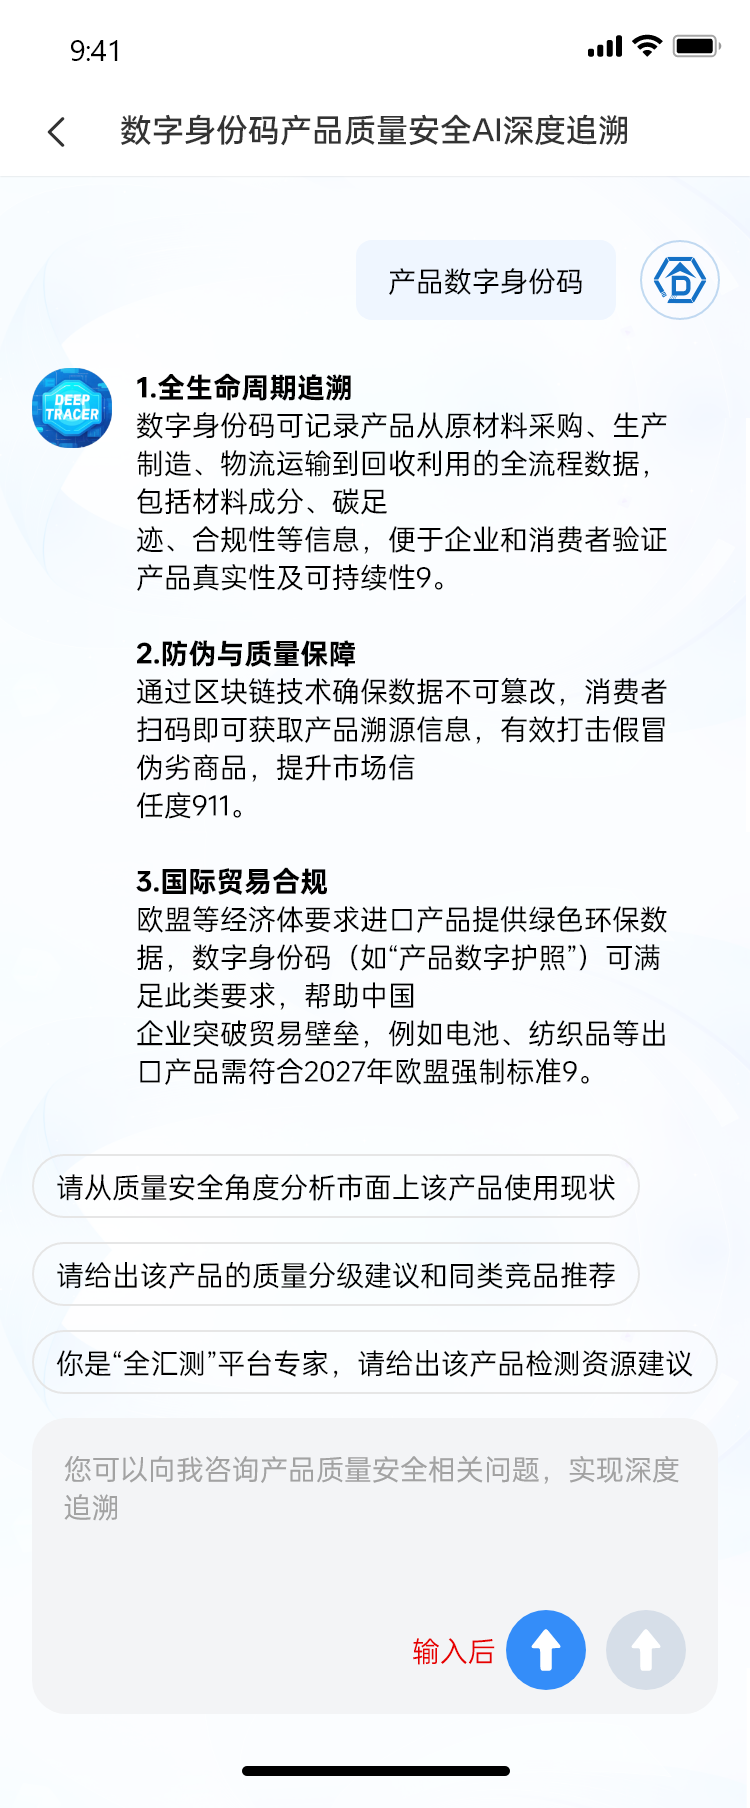 9:41
数字身份码产品质量安全AI深度追溯
产品数字身份码
D
DEEP
TRACER
1.全生命周期追溯
数字身份码可记录产品从原材料采购、生产
制造、物流运输到回收利用的全流程数据，
包括材料成分、碳足
迹、合规性等信息，便于企业和消费者验证
产品真实性及可持续性9。
2.防伪与质量保障
通过区块链技术确保数据不可篡改，消费者
扫码即可获取产品溯源信息，有效打击假冒
伪劣商品，提升市场信
任度911。
3.国际贸易合规
欧盟等经济体要求进口产品提供绿色环保数
据，数字身份码（如“产品数字护照”）可满
足此类要求，帮助中国
企业突破贸易壁垒，例如电池、纺织品等出
口产品需符合2027年欧盟强制标准9。
请从质量安全角度分析市面上该产品使用现状
请给出该产品的质量分级建议和同类竞品推荐
你是“全汇测”平台专家，请给出该产品检测资源建议
您可以向我咨询产品质量安全相关问题，实现深度
追溯
输入后